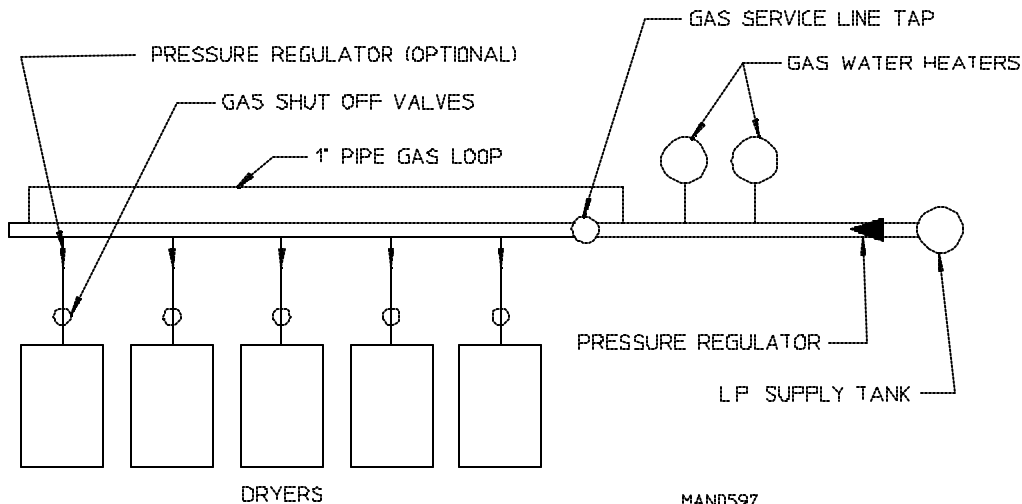 GAS SERVICE LINE TAP
PRESSURE REGULATOR (OPTIONAL)
GAS WATER HEATERS
GAS SHUT OFF VALVES
1" PIPE GAS LOOP
PRESSURE REGULATOR
LP SUPPLY TANK
DRYERS
MAN0597